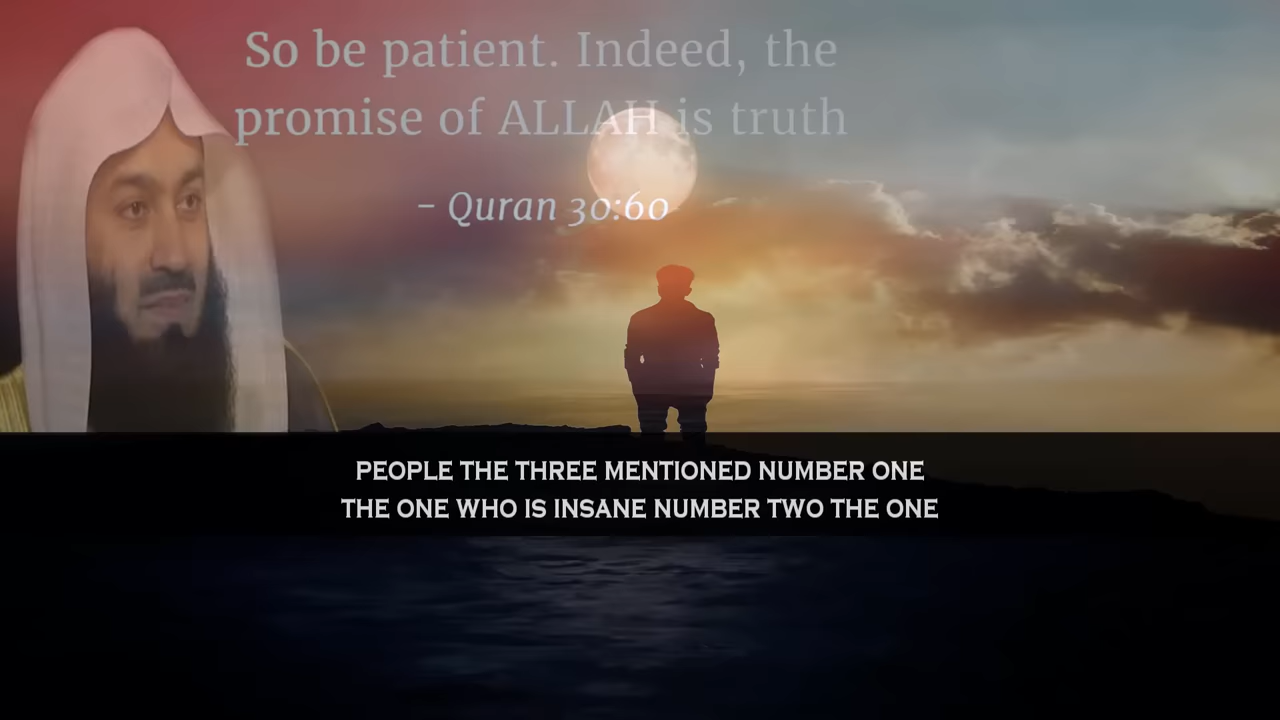 So be patient. Indeed, the
promise of ALLAH is truth
- Quran 30:60
PEOPLE THE THREE MENTIONED NUMBER ONE
THE ONE WHO IS INSANE NUMBER TWO THE ONE